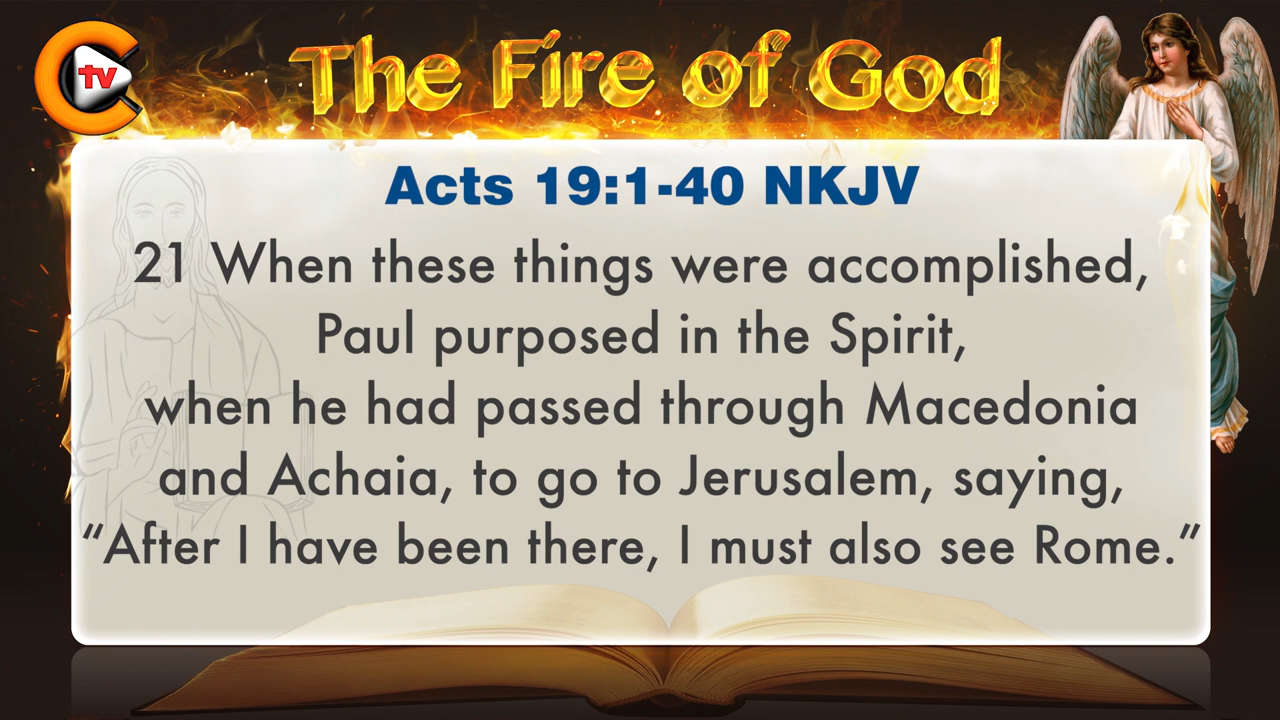 tv
The Fire of God
Acts 19:1-40 NKJV
21 When these things were accomplished,
Paul purposed in the Spirit,
when he had passed through Macedonia
and Achaia, to go to Jerusalem, saying,
“After I have been there, I must also see Rome.”